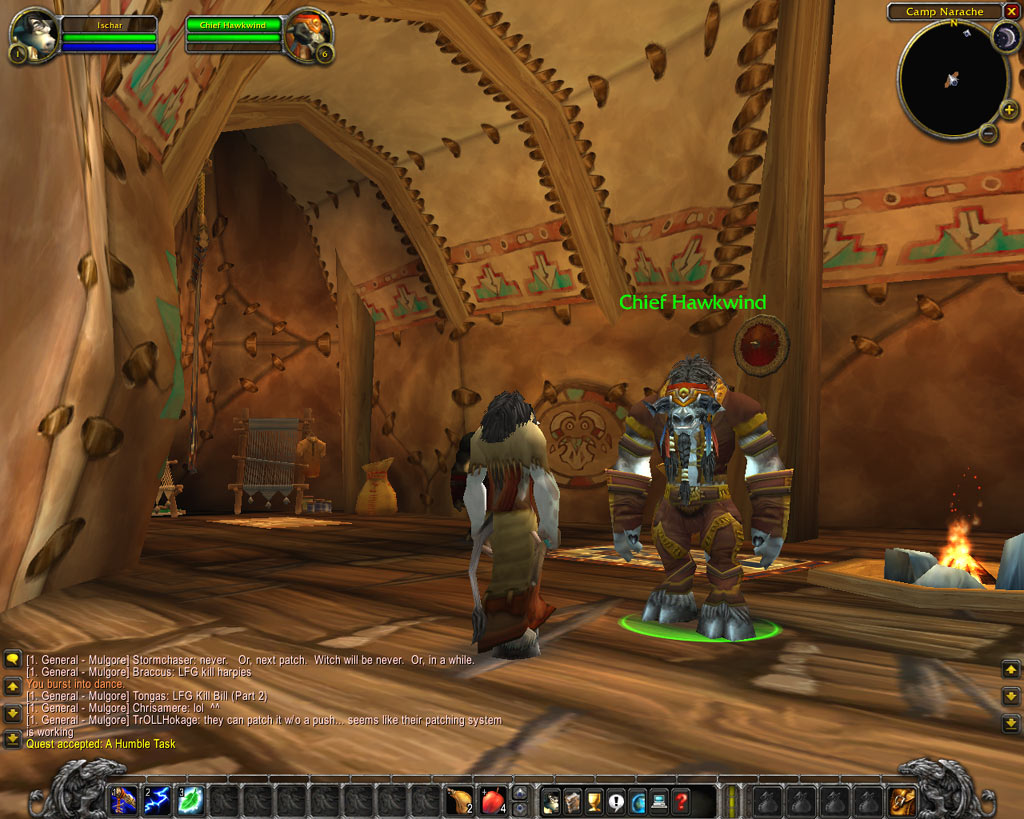 Ischar
1
Chief Hawkwind
6
Camp Narache
N
Chief Hawkwind
[1. General - Mulgore] Stormchaser: never.   Or, next patch.  Witch will be never.  Or, in a while.
[1. General - Mulgore] Braccus: LFG kill harpies
You burst into dance.
[1. General - Mulgore] Tongas: LFG Kill Bill (Part 2)
[1. General - Mulgore] Chrisamere: lol  ^^
[1. General - Mulgore] TrOLLHokage: they can patch it w/o a push... seems like their patching system
is working
Quest accepted: A Humble Task
1 2 3 2 4